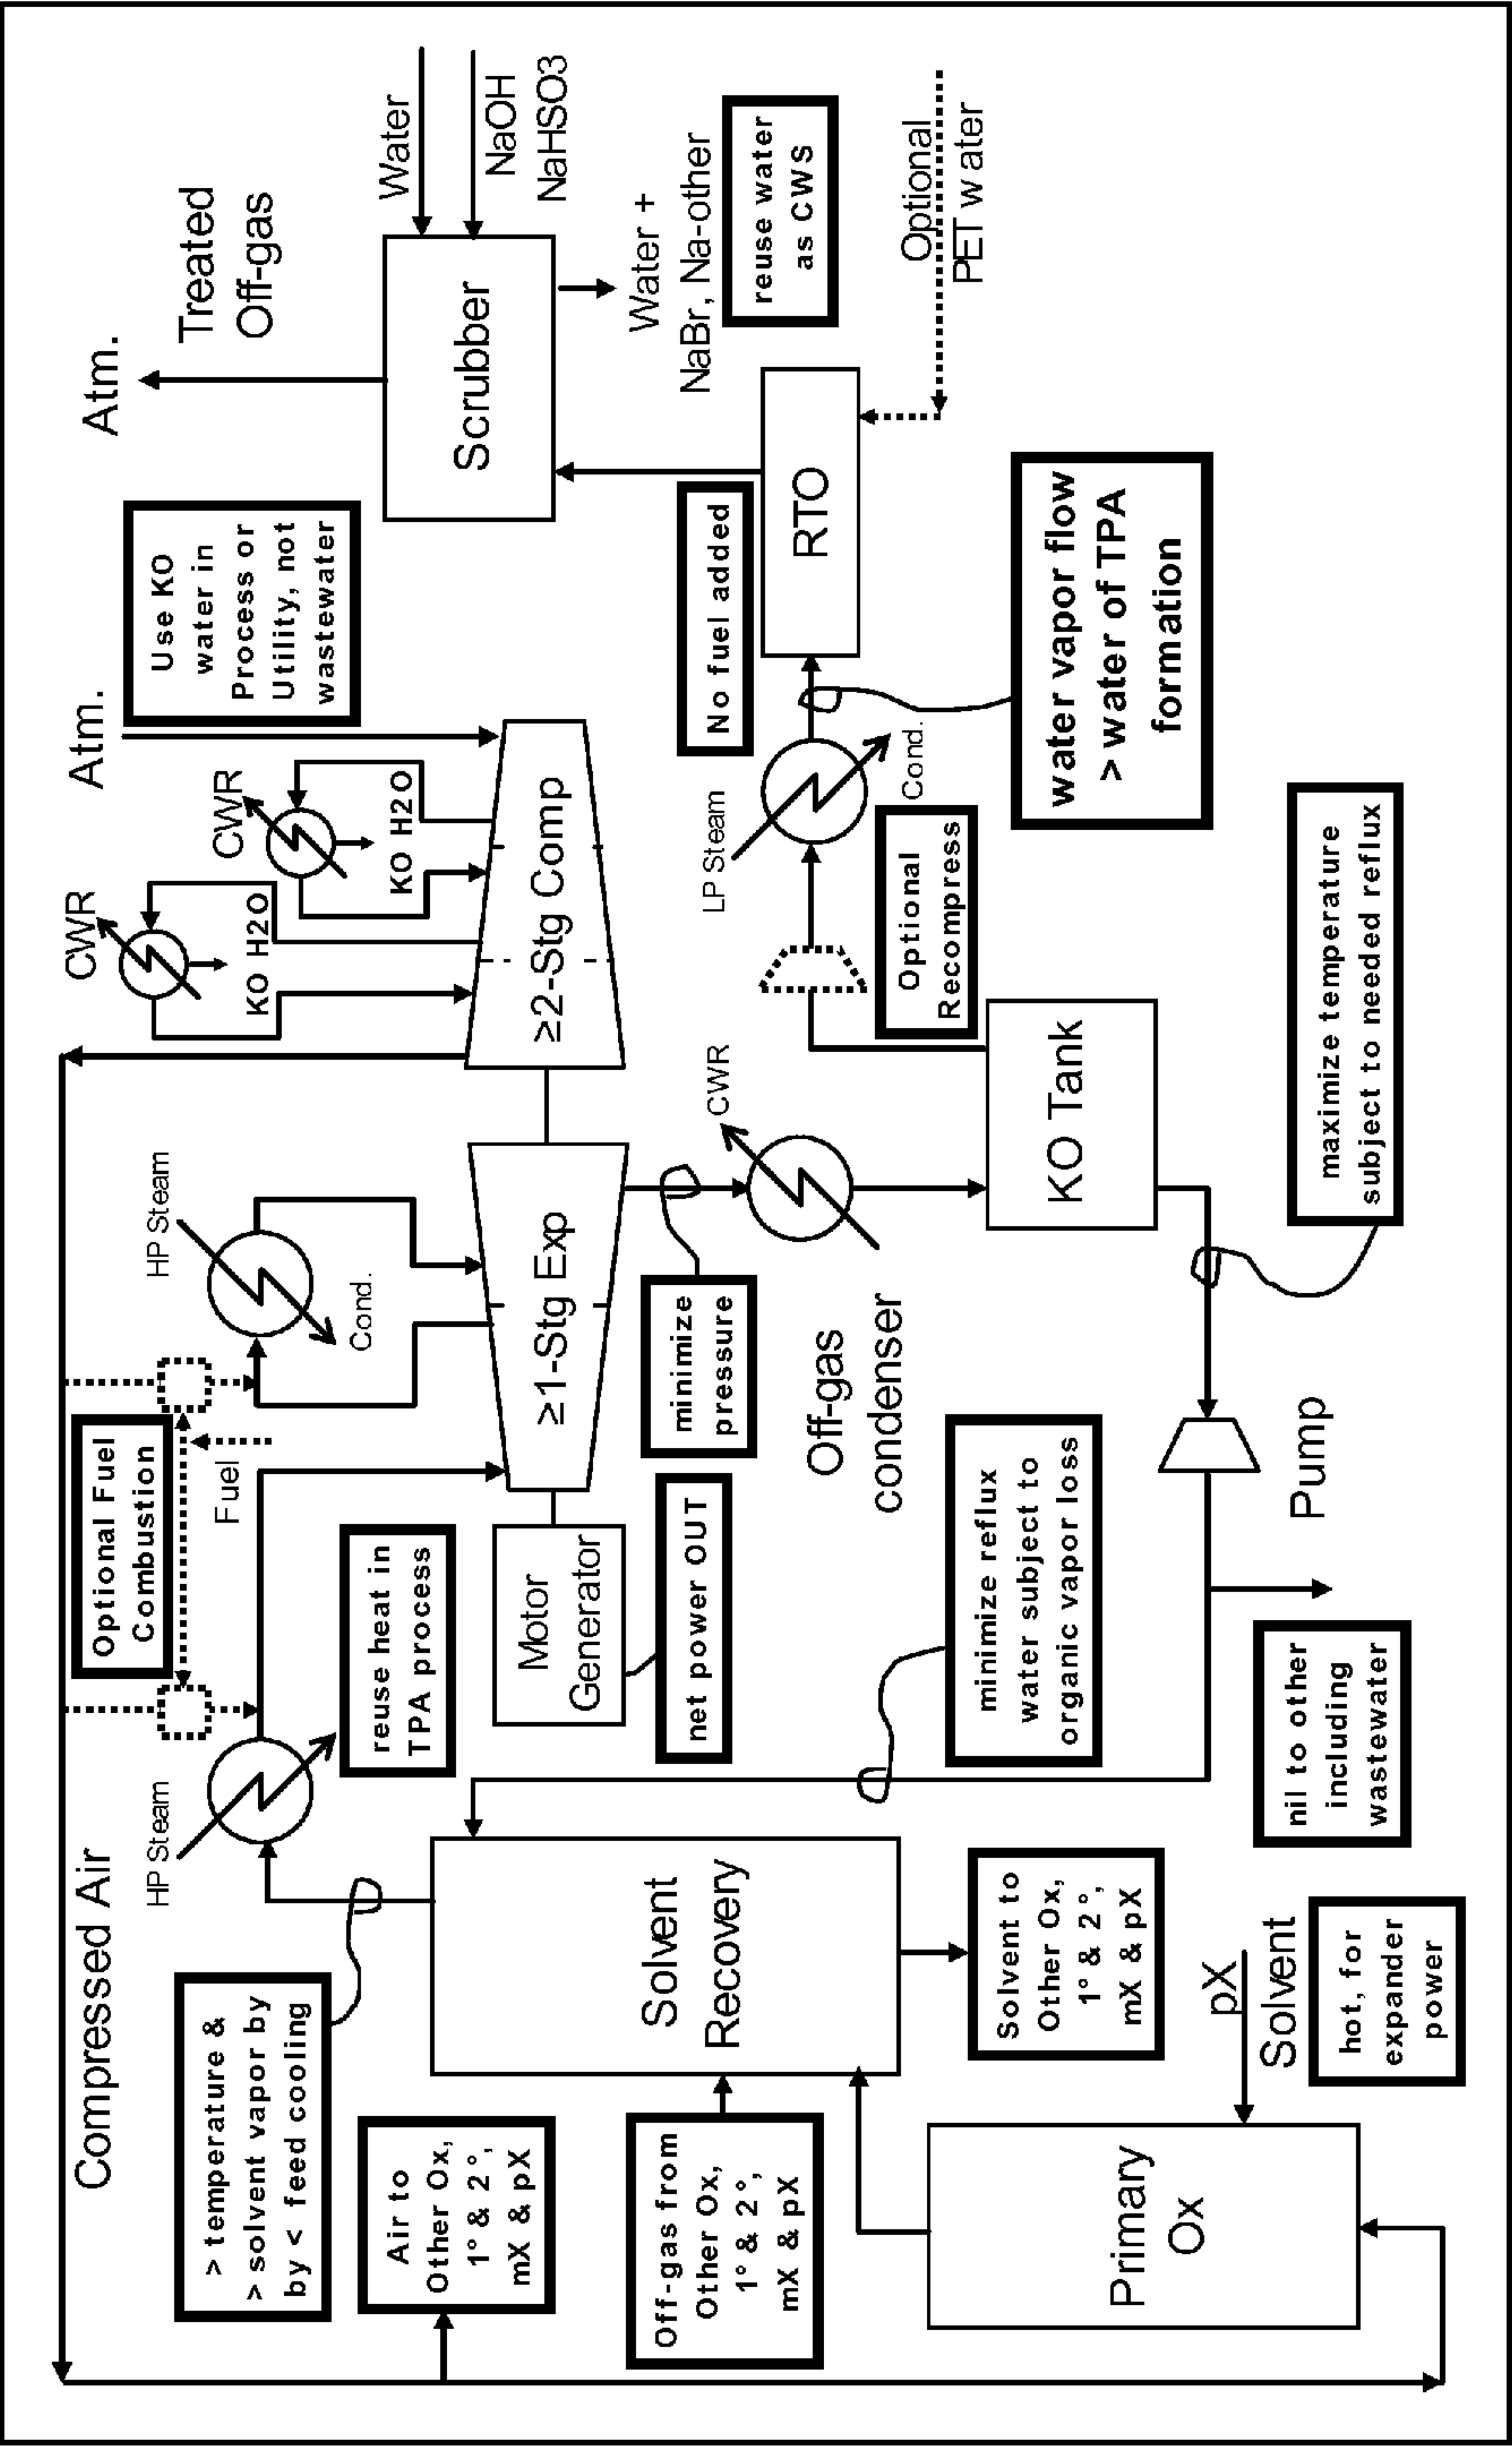 Compressed Air
Atm.
Atm.
Treated
Off-gas
> temperature &
> solvent vapor by
by < feed cooling
HP Steam
Optional Fuel
Combustion
Fuel
HP Steam
Cond.
CWR
KO H2O
CWR
KO H2O
Use KO
water in
Process or
Utility, not
wastewater
Water
NaOH
NaHSO3
Air to
Other Ox,
1° & 2°,
mX & pX
reuse heat in
TPA process
Motor
Generator
≥1-Stg Exp
≥2-Stg Comp
Scrubber
Water +
NaBr, Na-other
reuse water
as CWS
Off-gas from
Other Ox,
1° & 2°,
mX & pX
Solvent
Recovery
net power OUT
minimize
pressure
CWR
LP Steam
Cond.
No fuel added
RTO
Optional
PET water
Off-gas
condenser
Optional
Recompress
KO Tank
water vapor flow
> water of TPA
formation
minimize reflux
water subject to
organic vapor loss
Solvent to
Other Ox,
1° & 2°,
mX & pX
Primary
Ox
pX
Solvent
hot, for
expander
power
nil to other
including
wastewater
Pump
maximize temperature
subject to needed reflux